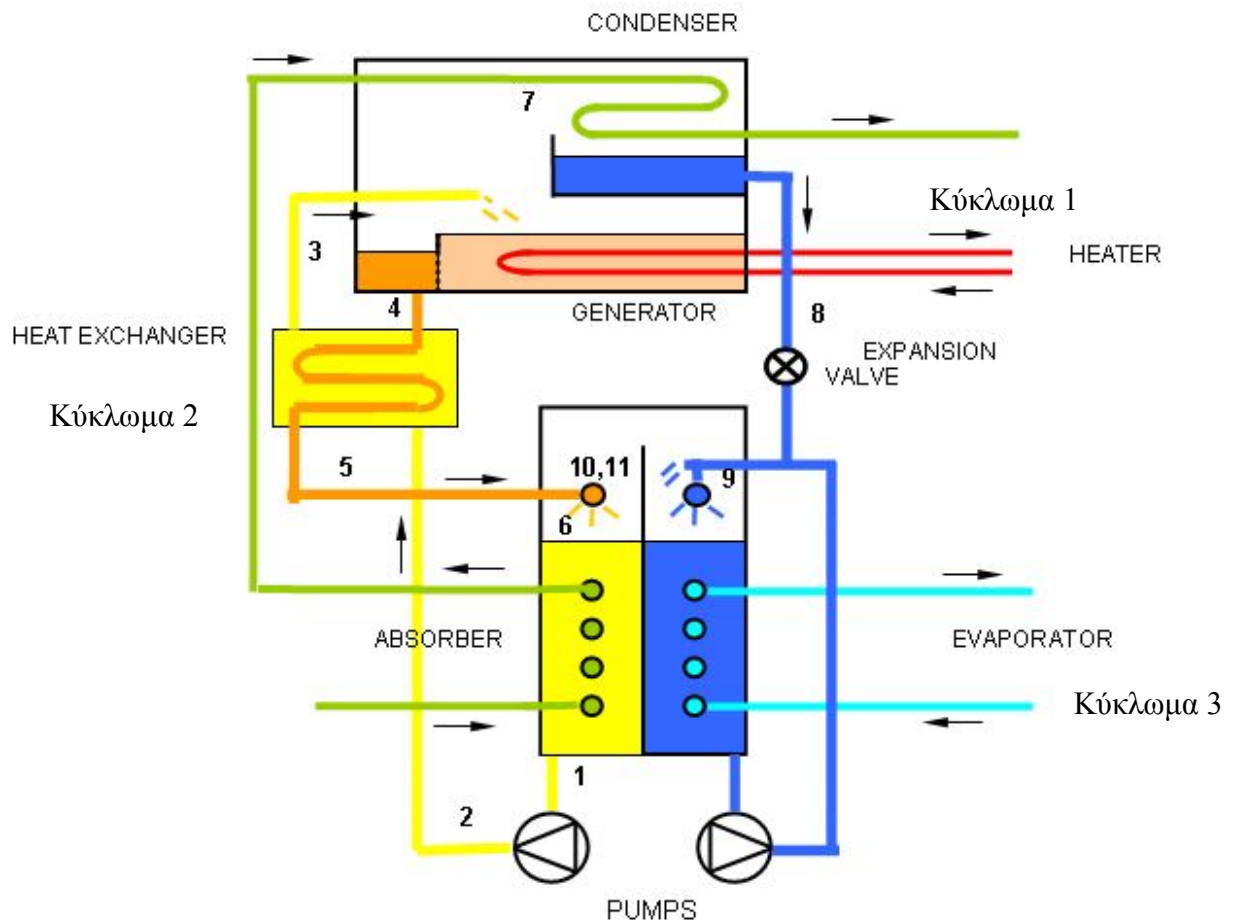 CONDENSER
7
Κύκλωμα 1
3
HEATER
4
GENERATOR
8
HEAT EXCHANGER
EXPANSION
VALVE
Κύκλωμα 2
5
10,11
9
6
ABSORBER
EVAPORATOR
Κύκλωμα 3
1
2
PUMPS